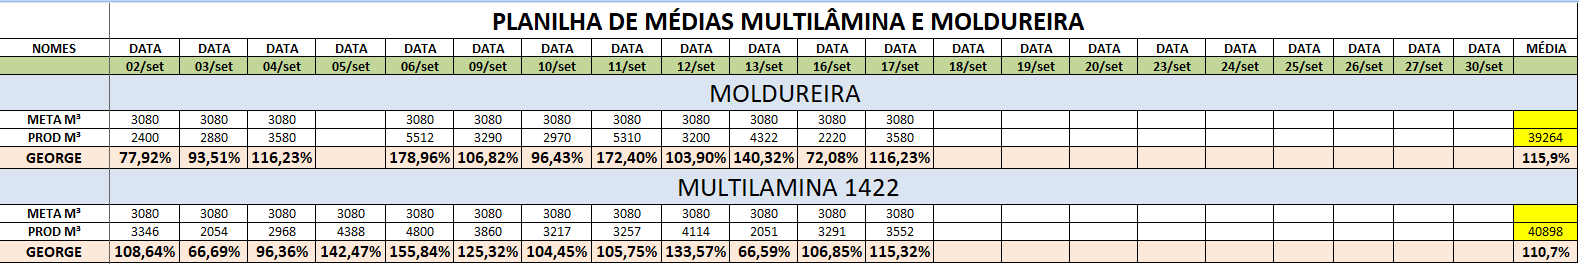 PLANILHA DE MÉDIAS MULTILÂMINA E MOLDUREIRA
NOMES DATA DATA DATA DATA DATA DATA DATA DATA DATA DATA DATA DATA DATA DATA DATA DATA DATA DATA DATA DATA DATA MÉDIA
02/set 03/set 04/set 05/set 06/set 09/set 10/set 11/set 12/set 13/set 16/set 17/set 18/set 19/set 20/set 23/set 24/set 25/set 26/set 27/set 30/set
MOLDUREIRA
META M³ 3080 3080 3080 3080 3080 3080 3080 3080 3080 3080 3080
PROD M³ 2400 2880 3580 5512 3290 2970 5310 3200 4322 2220 3580 39264
GEORGE 77,92% 93,51% 116,23% 178,96% 106,82% 96,43% 172,40% 103,90% 140,32% 72,08% 116,23% 115,9%
MULTILAMINA 1422
META M³ 3080 3080 3080 3080 3080 3080 3080 3080 3080 3080 3080 3080
PROD M³ 3346 2054 2968 4388 4800 3860 3217 3257 4114 2051 3291 3552 40898
GEORGE 108,64% 66,69% 96,36% 142,47% 155,84% 125,32% 104,45% 105,75% 133,57% 66,59% 106,85% 115,32% 110,7%